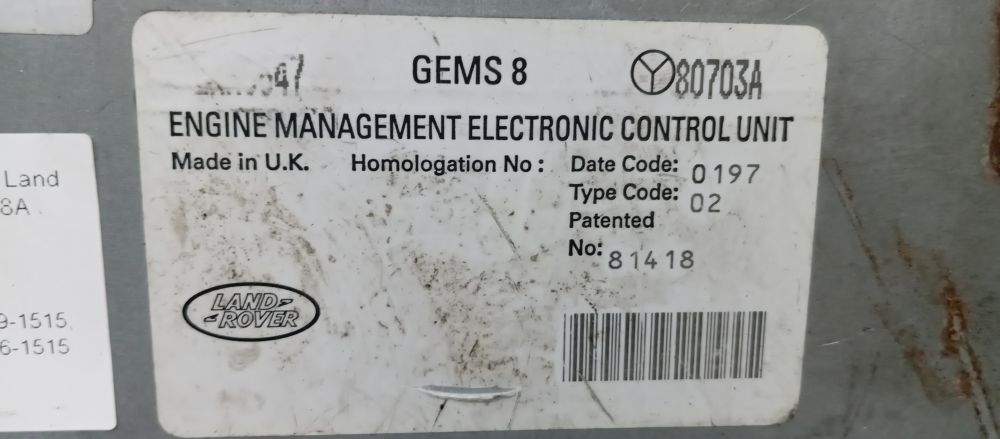 47 GEMS 8 80703A
ENGINE MANAGEMENT ELECTRONIC CONTROL UNIT
Made in U.K. Homologation No : Date Code: 0197
Type Code: 02
Patented
No: 81418
LAND-
-ROVER
Land
8A
9-1515
6-1515